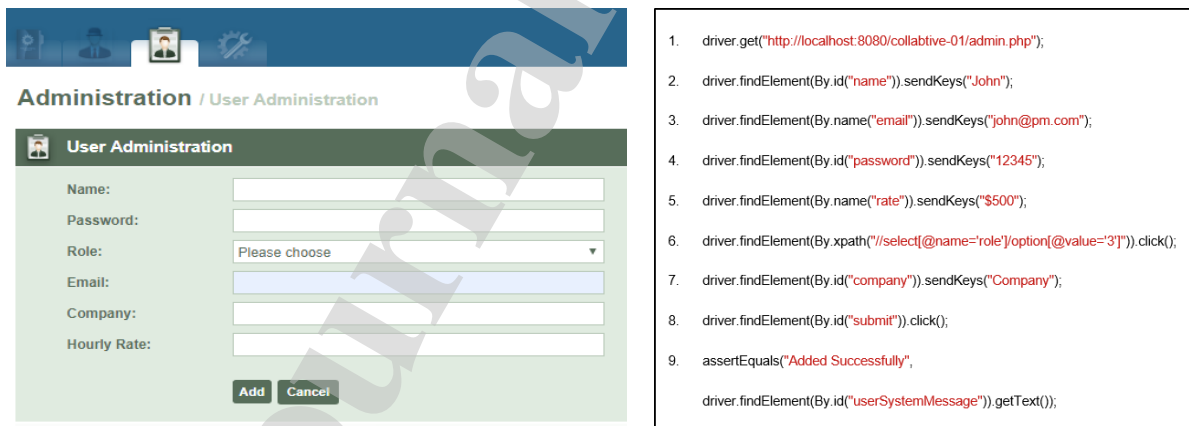 Administration / User Administration
User Administration
Name:
Password:
Role:
Please choose
Email:
Company:
Hourly Rate:
Add Cancel
1. driver.get("http://localhost:8080/collabtive-01/admin.php");
2. driver.findElement(By.id("name")).sendKeys("John");
3. driver.findElement(By.name("email")).sendKeys("john@pm.com");
4. driver.findElement(By.id("password")).sendKeys("12345");
5. driver.findElement(By.name("rate")).sendKeys("$500");
6. driver.findElement(By.xpath("//select[@name='role']/option[@value='3']")).click();
7. driver.findElement(By.id("company")).sendKeys("Company");
8. driver.findElement(By.id("submit")).click();
9. assertEquals("Added Successfully",
driver.findElement(By.id("userSystemMessage")).getText());